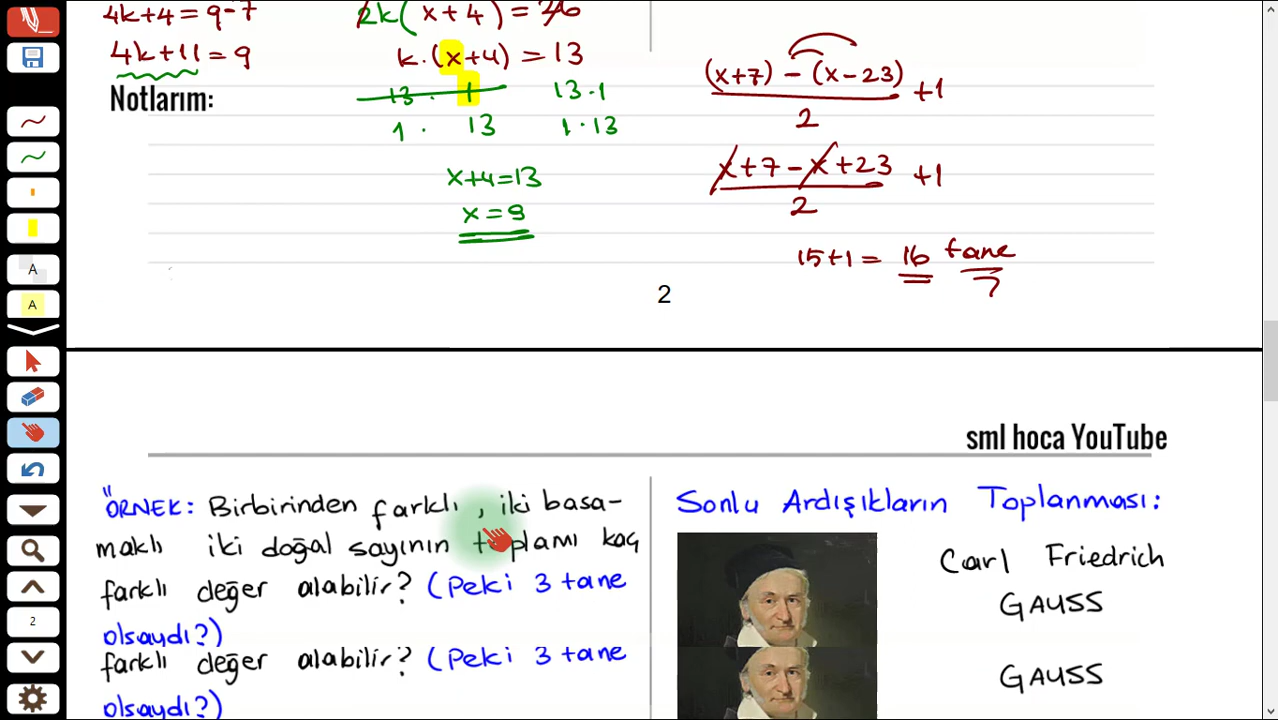 4k+4=9-7
4k+11=9
Notlarım:
2k(x+4)=26
k.(x+4)=13
13 . 1 13.1
1 . 13 1.13
x+4=13
x=9
(x+7)-(x-23)
2
+1
x+7-x+23
2
+1
15+1=16 tane
2
sml hoca YouTube
"ÖRNEK: Birbirinden farklı, iki basa-
maklı iki doğal sayının toplamı kaç
farklı değer alabilir? (Peki 3 tane
olsaydı?)
farklı değer alabilir? (Peki 3 tane
olsaydı?)
Sonlu Ardışıkların Toplanması:
Carl Friedrich
GAUSS
GAUSS
A
A
2